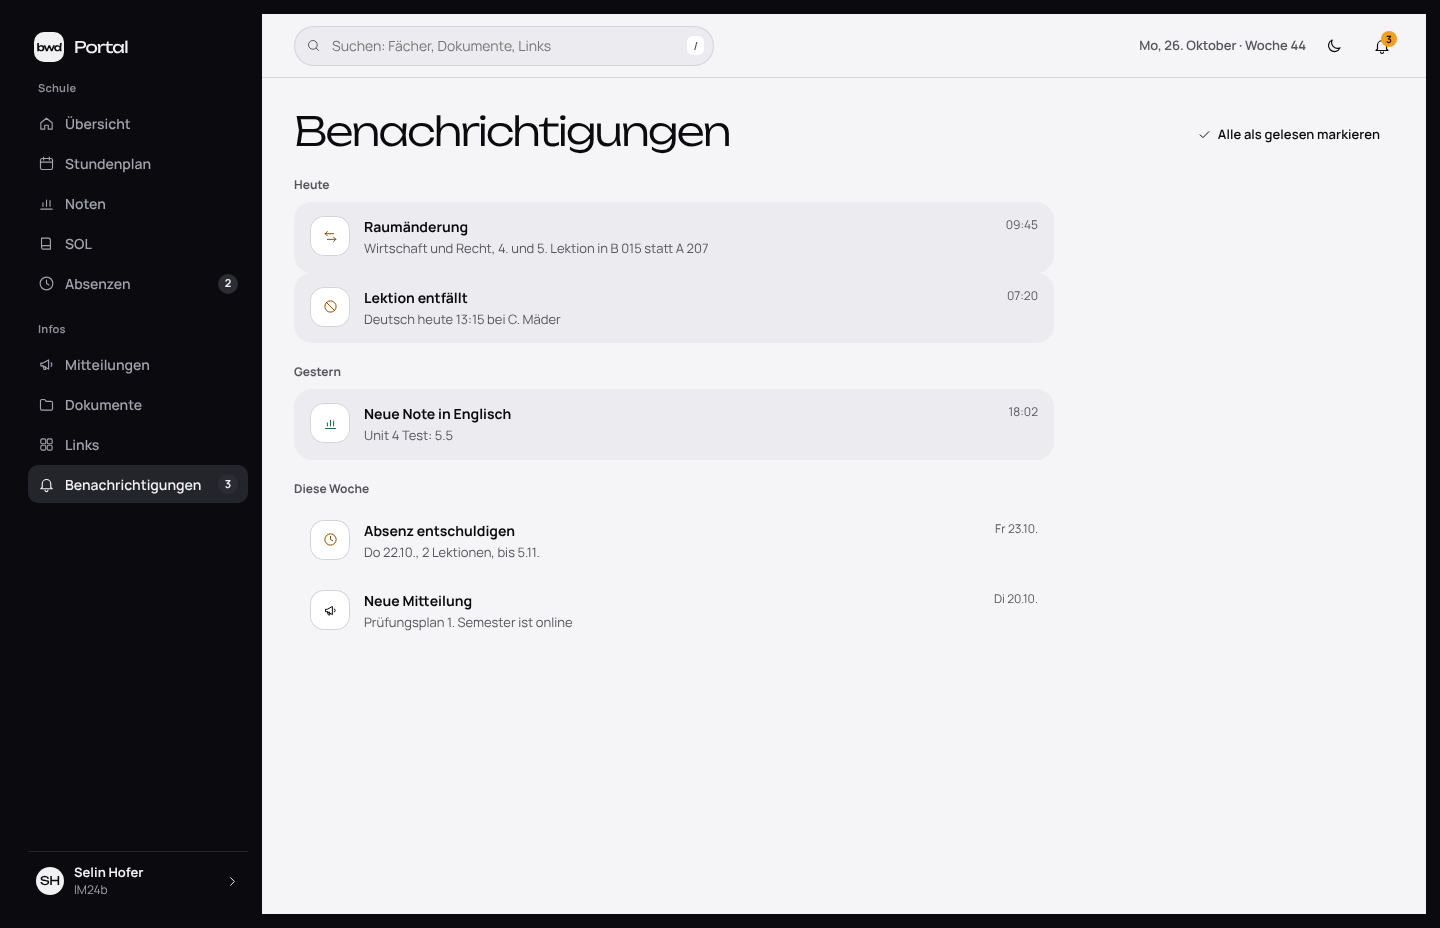 bwd Portal
Schule
Übersicht
Stundenplan
Noten
SOL
Absenzen 2
Infos
Mitteilungen
Dokumente
Links
Benachrichtigungen 3
Selin Hofer
SH
IM24b
Suchen: Fächer, Dokumente, Links /
Mo, 26. Oktober · Woche 44
3
Benachrichtigungen
Alle als gelesen markieren
Heute
Raumänderung 09:45
Wirtschaft und Recht, 4. und 5. Lektion in B 015 statt A 207
Lektion entfällt 07:20
Deutsch heute 13:15 bei C. Mäder
Gestern
Neue Note in Englisch 18:02
Unit 4 Test: 5.5
Diese Woche
Absenz entschuldigen Fr 23.10.
Do 22.10., 2 Lektionen, bis 5.11.
Neue Mitteilung Di 20.10.
Prüfungsplan 1. Semester ist online